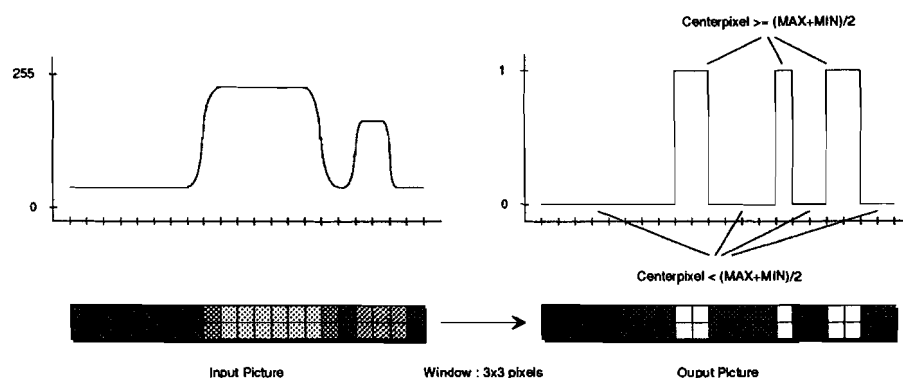 Centerpixel >= (MAX+MIN)/2
255
0
1
0
Centerpixel < (MAX+MIN)/2
Input Picture
Window : 3x3 pixels
Ouput Picture